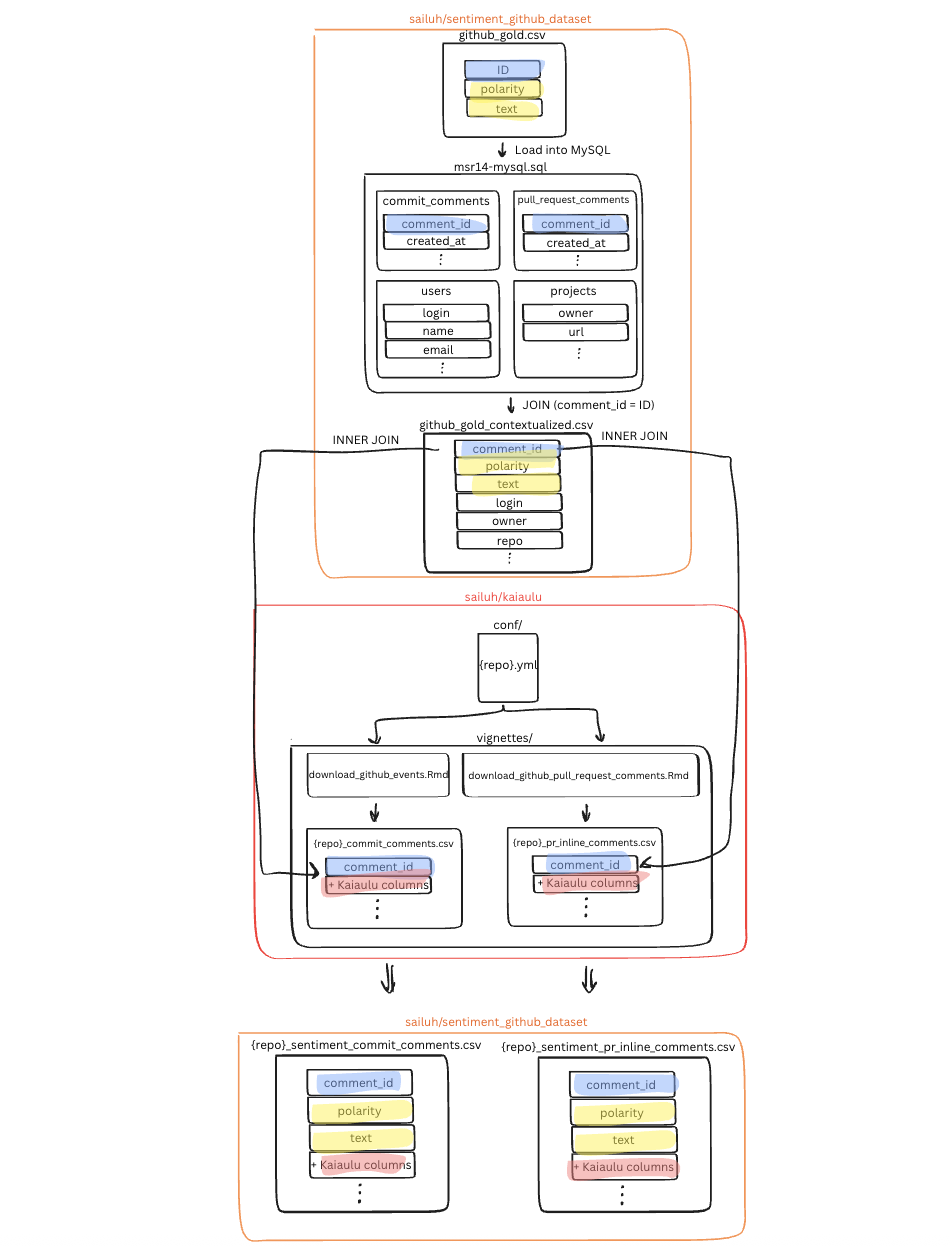 sailuh/sentiment_github_dataset
github_gold.csv
ID
polarity
text
Load into MySQL
msr14-mysql.sql
commit_comments
comment_id
created_at
pull_request_comments
comment_id
created_at
users
login
name
email
projects
owner
url
JOIN (comment_id = ID)
github_gold_contextualized.csv
INNER JOIN
INNER JOIN
comment_id
polarity
text
login
owner
repo
sailuh/kaiaulu
conf/
{repo}.yml
vignettes/
download_github_events.Rmd
download_github_pull_request_comments.Rmd
{repo}_commit_comments.csv
comment_id
+ Kaiaulu columns
{repo}_pr_inline_comments.csv
comment_id
+ Kaiaulu columns
sailuh/sentiment_github_dataset
{repo}_sentiment_commit_comments.csv
comment_id
polarity
text
+ Kaiaulu columns
{repo}_sentiment_pr_inline_comments.csv
comment_id
polarity
text
+ Kaiaulu columns